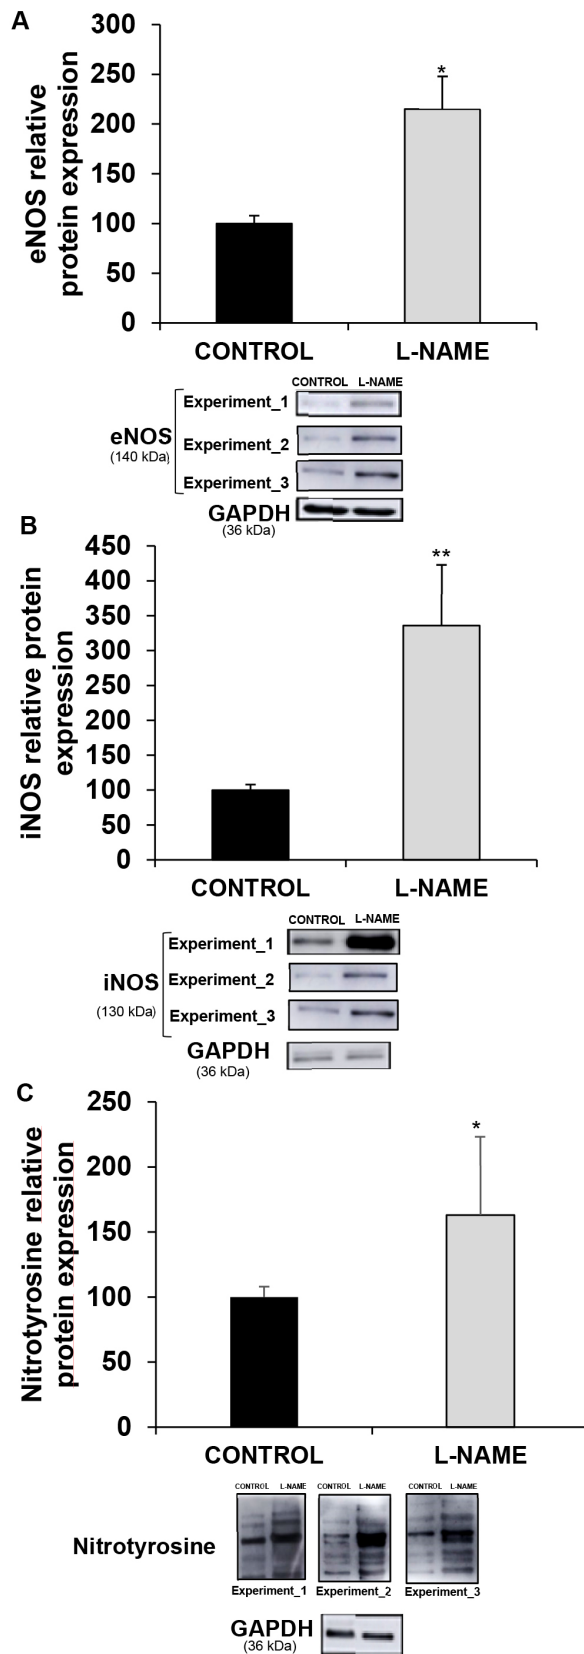 A
eNOS relative
protein expression
300
250
200
150
100
50
0
*
CONTROL L-NAME
CONTROL L-NAME
Experiment_1
eNOS
(140 kDa)
Experiment_2
Experiment_3
GAPDH
(36 kDa)
B
iNOS relative protein
expression
450
400
350
300
250
200
150
100
50
0
**
CONTROL L-NAME
CONTROL L-NAME
Experiment_1
iNOS
(130 kDa)
Experiment_2
Experiment_3
GAPDH
(36 kDa)
C
Nitrotyrosine relative
protein expression
250
200
150
100
50
0
*
CONTROL L-NAME
CONTROL L-NAME CONTROL L-NAME CONTROL L-NAME
Nitrotyrosine
Experiment_1 Experiment_2 Experiment_3
GAPDH
(36 kDa)